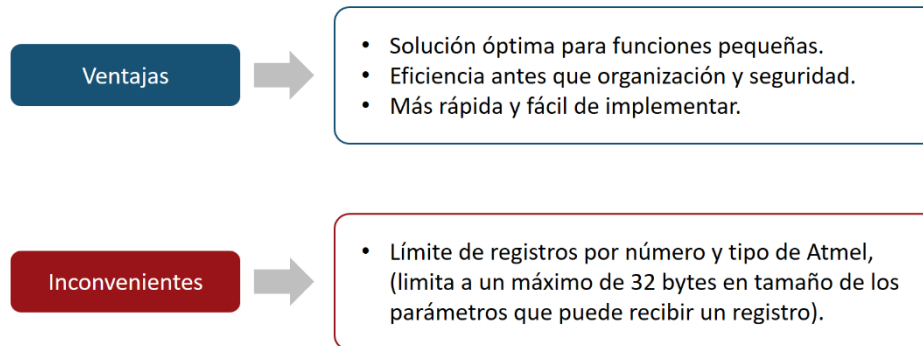 Ventajas
• Solución óptima para funciones pequeñas.
• Eficiencia antes que organización y seguridad.
• Más rápida y fácil de implementar.
Inconvenientes
• Límite de registros por número y tipo de Atmel,
(limita a un máximo de 32 bytes en tamaño de los
parámetros que puede recibir un registro).